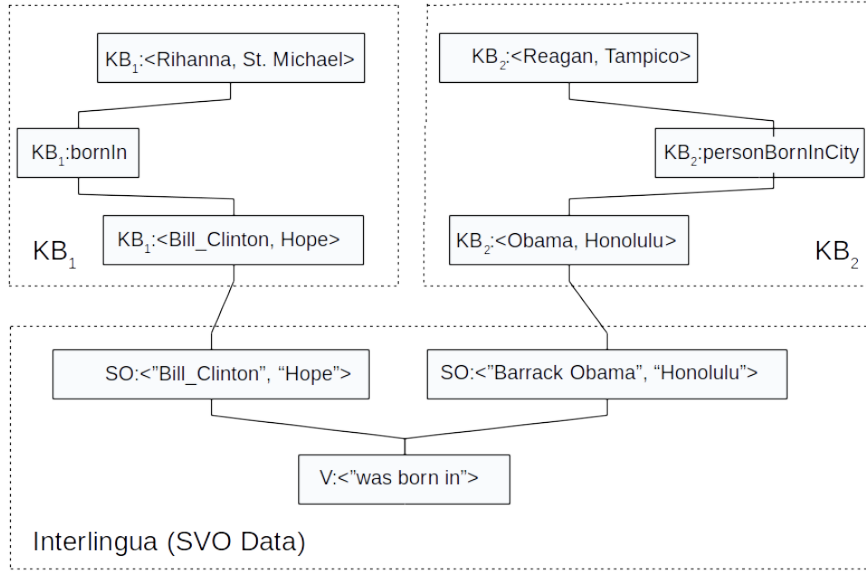 KB₁:<Rihanna, St. Michael>
KB₂:<Reagan, Tampico>
KB₁:bornIn
KB₂:personBornInCity
KB₁:<Bill_Clinton, Hope>
KB₂:<Obama, Honolulu>
KB₁
KB₂
SO:<”Bill_Clinton”, “Hope”>
SO:<”Barrack Obama”, “Honolulu”>
V:<”was born in”>
Interlingua (SVO Data)